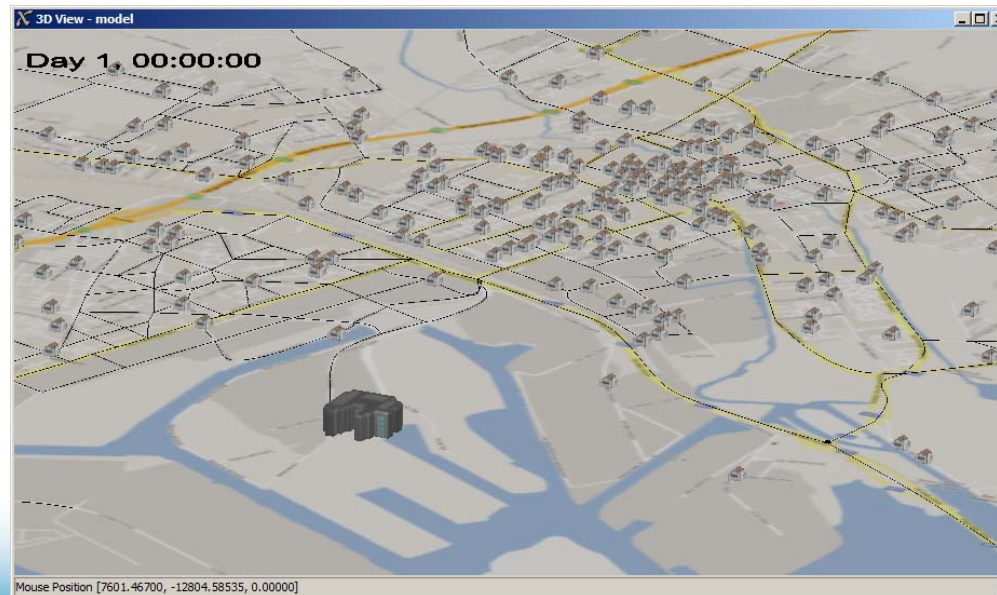 3D View - model
Day 1, 00:00:00
Mouse Position [7601.46700, -12804.58535, 0.00000]